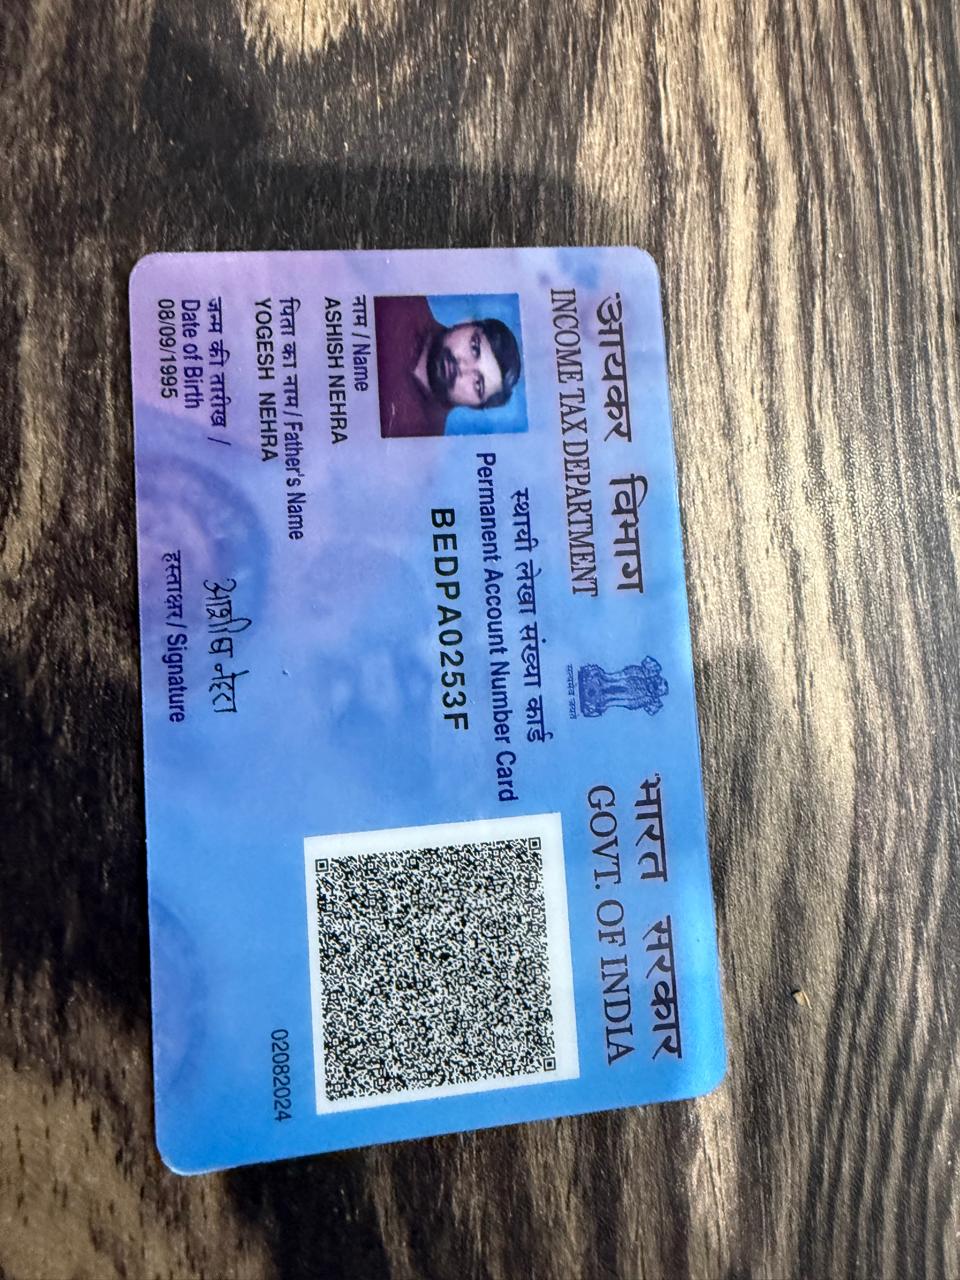 आयकर विभाग
INCOME TAX DEPARTMENT
सत्यमेव जयते
भारत सरकार
GOVT. OF INDIA
स्थायी लेखा संख्या कार्ड
Permanent Account Number Card
BEDPA0253F
नाम / Name
ASHISH NEHRA
पिता का नाम / Father's Name
YOGESH NEHRA
जन्म की तारीख /
Date of Birth
08/09/1995
आशीष नेहरा
हस्ताक्षर / Signature
02082024